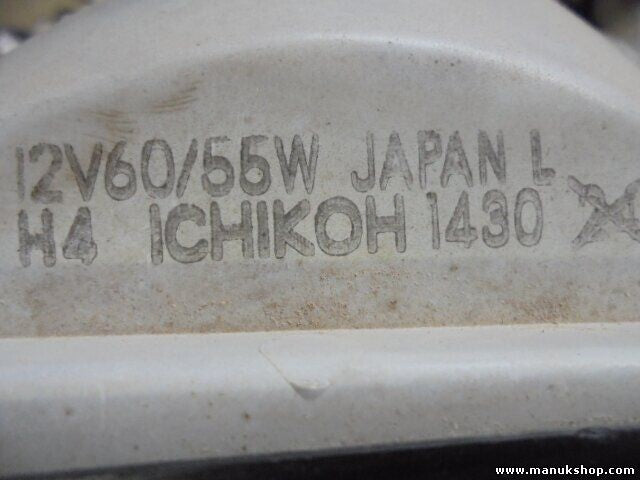 12V60/55W JAPAN L
H4 ICHIKOH 1430
www.manukshop.com